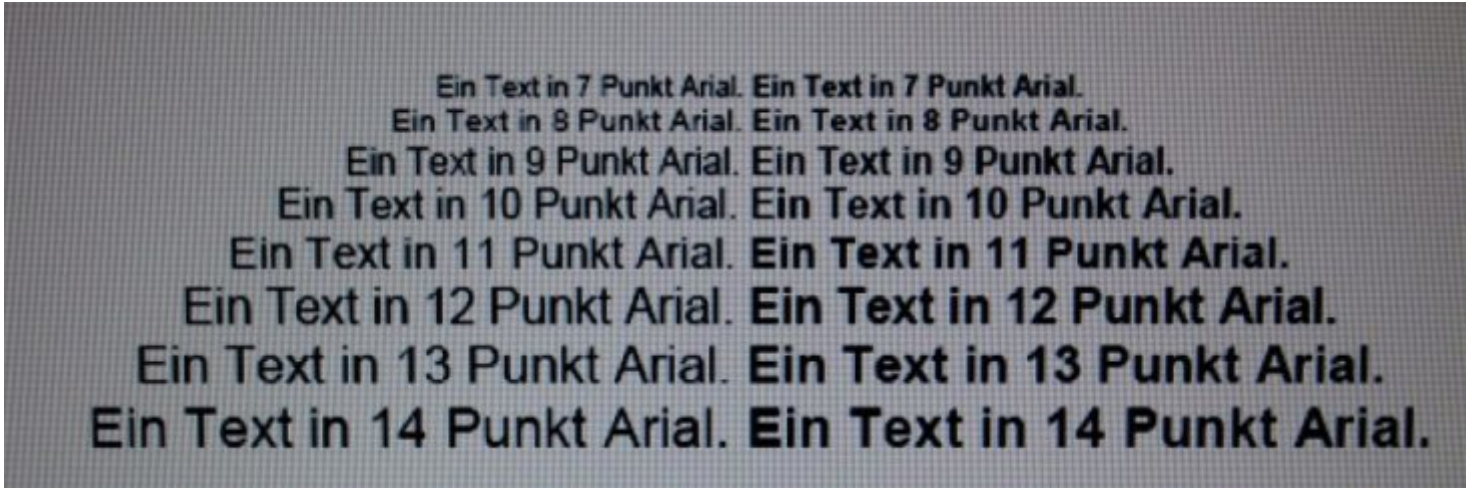 Ein Text in 7 Punkt Arial. Ein Text in 7 Punkt Arial.
Ein Text in 8 Punkt Arial. Ein Text in 8 Punkt Arial.
Ein Text in 9 Punkt Arial. Ein Text in 9 Punkt Arial.
Ein Text in 10 Punkt Arial. Ein Text in 10 Punkt Arial.
Ein Text in 11 Punkt Arial. Ein Text in 11 Punkt Arial.
Ein Text in 12 Punkt Arial. Ein Text in 12 Punkt Arial.
Ein Text in 13 Punkt Arial. Ein Text in 13 Punkt Arial.
Ein Text in 14 Punkt Arial. Ein Text in 14 Punkt Arial.